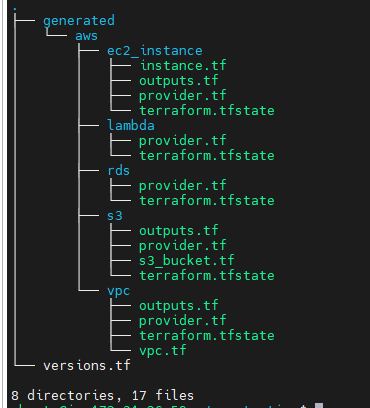 .
├── generated
│   └── aws
│       ├── ec2_instance
│       │   ├── instance.tf
│       │   ├── outputs.tf
│       │   ├── provider.tf
│       │   └── terraform.tfstate
│       ├── lambda
│       │   ├── provider.tf
│       │   └── terraform.tfstate
│       ├── rds
│       │   ├── provider.tf
│       │   └── terraform.tfstate
│       ├── s3
│       │   ├── outputs.tf
│       │   ├── provider.tf
│       │   ├── s3_bucket.tf
│       │   └── terraform.tfstate
│       └── vpc
│           ├── outputs.tf
│           ├── provider.tf
│           ├── terraform.tfstate
│           └── vpc.tf
└── versions.tf
8 directories, 17 files